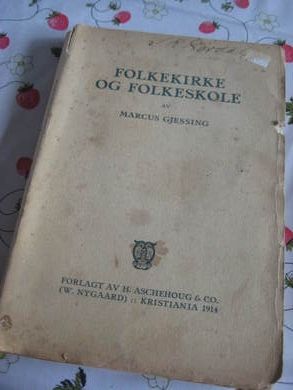 FOLKEKIRKE
OG FOLKESKOLE
AV
MARCUS GJESSING
FORLAGT AV H. ASCHEHOUG & CO.
(W. NYGAARD) :: KRISTIANIA 1914